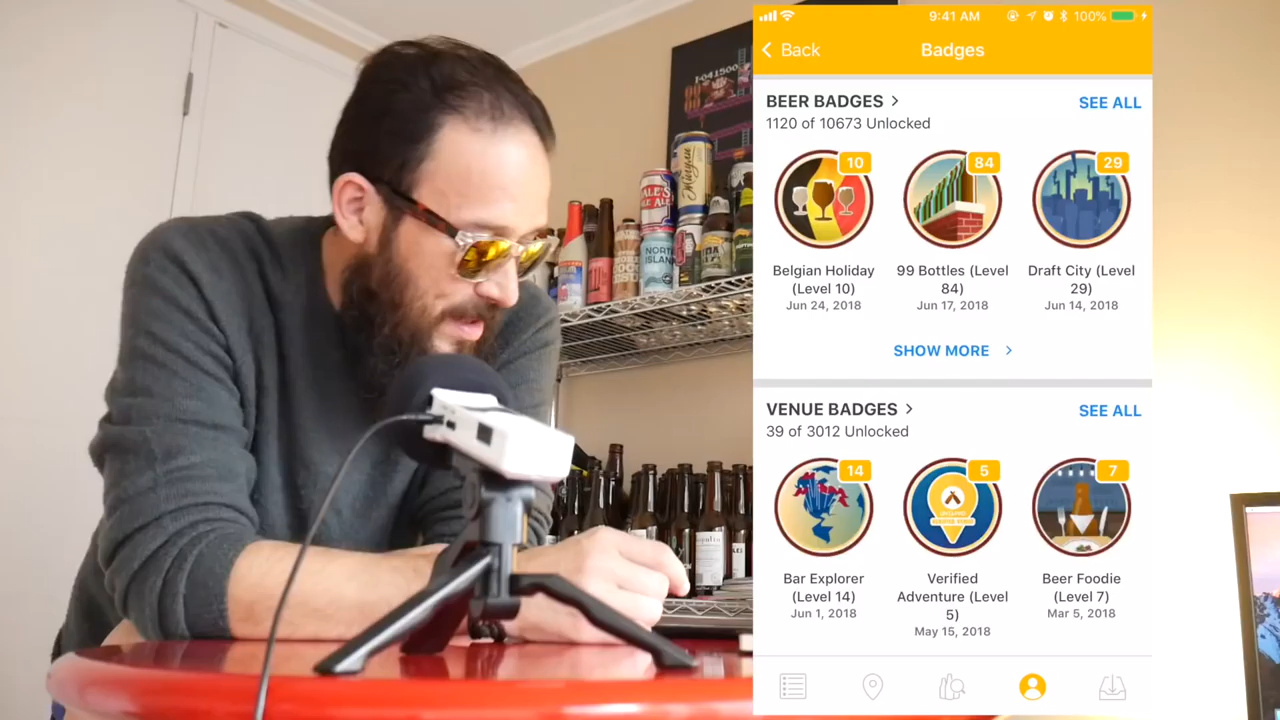 9:41 AM
100%
Back
Badges
BEER BADGES >
SEE ALL
1120 of 10673 Unlocked
10
84
29
Belgian Holiday
(Level 10)
Jun 24, 2018
99 Bottles (Level
84)
Jun 17, 2018
Draft City (Level
29)
Jun 14, 2018
SHOW MORE >
VENUE BADGES >
SEE ALL
39 of 3012 Unlocked
14
5
7
Bar Explorer
(Level 14)
Jun 1, 2018
Verified
Adventure (Level
5)
May 15, 2018
Beer Foodie
(Level 7)
Mar 5, 2018
NORTH
ISLAN